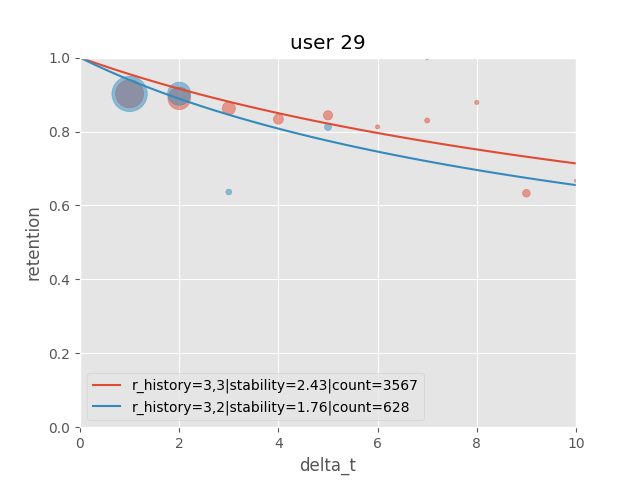 user 29
1.0
0.8
0.6
0.4
0.2
0.0
retention
r_history=3,3|stability=2.43|count=3567
r_history=3,2|stability=1.76|count=628
0
2
4
6
8
10
delta_t